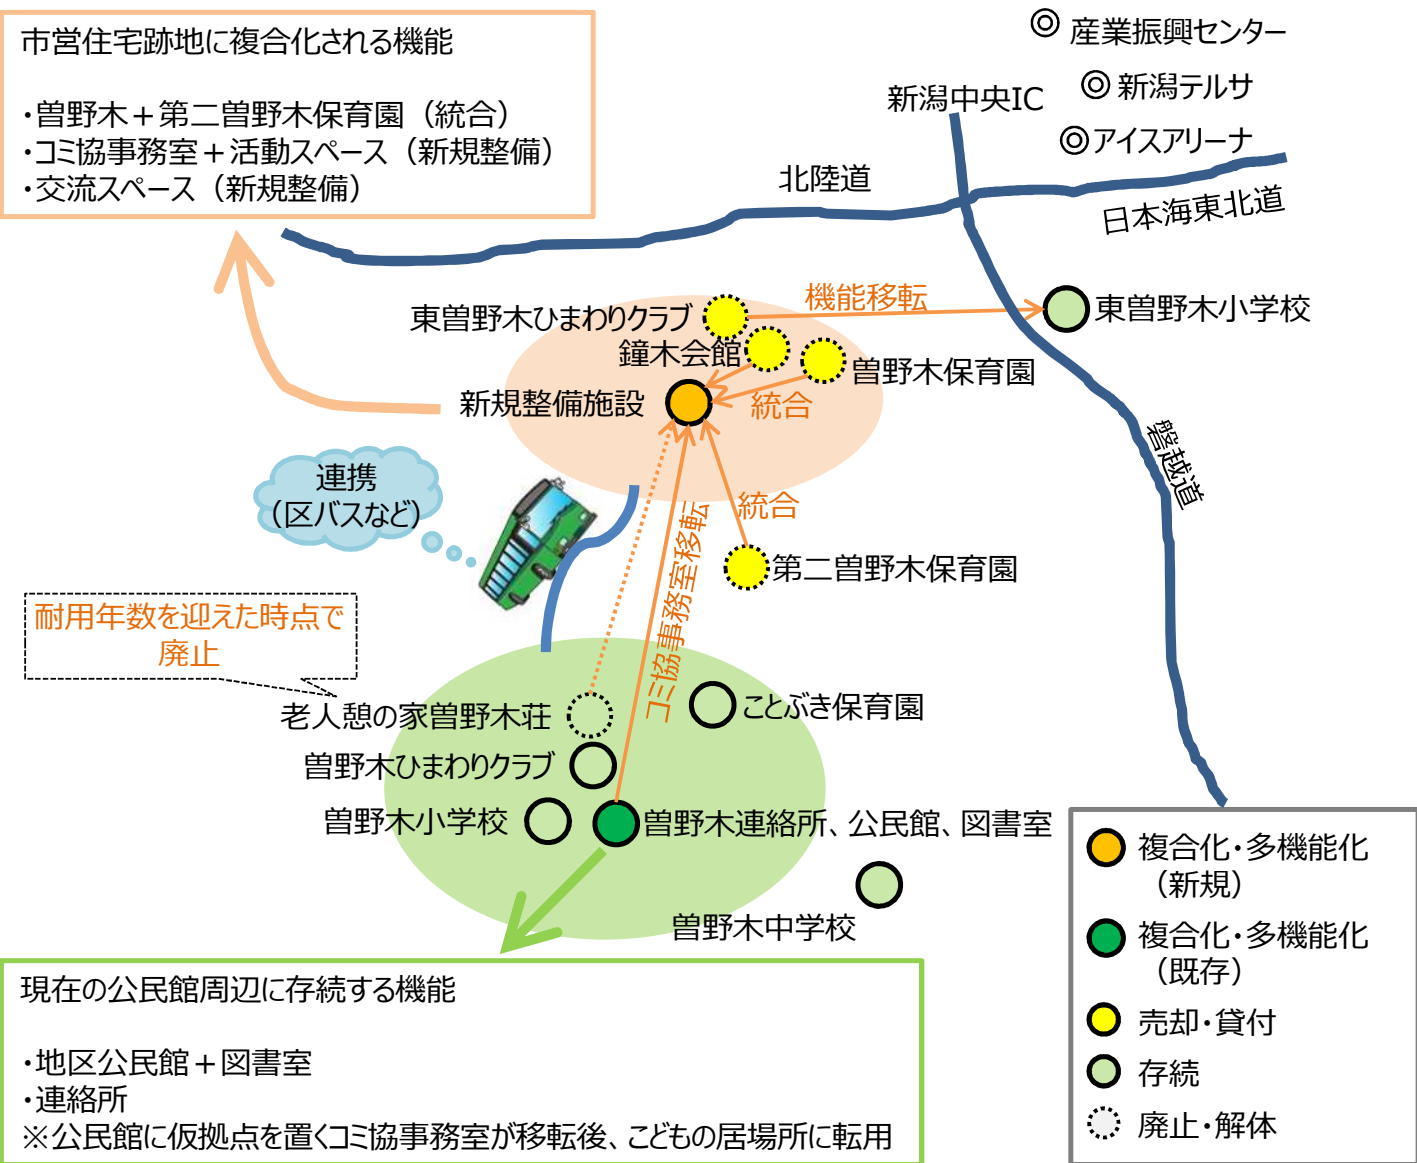 市営住宅跡地に複合化される機能
・曽野木＋第二曽野木保育園（統合）
・コミ協事務室＋活動スペース（新規整備）
・交流スペース（新規整備）
◎ 産業振興センター
◎ 新潟テルサ
◎アイスアリーナ
新潟中央IC
北陸道
日本海東北道
機能移転
東曽野木ひまわりクラブ
東曽野木小学校
鐘木会館
曽野木保育園
新規整備施設
統合
磐越道
連携
（区バスなど）
統合
コミ協事務室移転
第二曽野木保育園
耐用年数を迎えた時点で
廃止
老人憩の家曽野木荘
ことぶき保育園
曽野木ひまわりクラブ
曽野木小学校
曽野木連絡所、公民館、図書室
曽野木中学校
複合化・多機能化
（新規）
複合化・多機能化
（既存）
売却・貸付
存続
廃止・解体
現在の公民館周辺に存続する機能
・地区公民館＋図書室
・連絡所
※公民館に仮拠点を置くコミ協事務室が移転後、こどもの居場所に転用